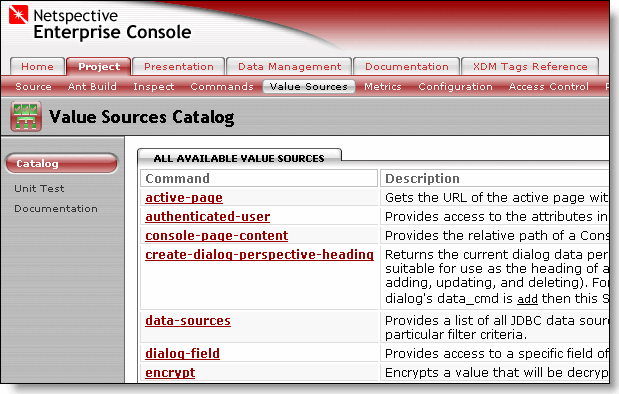 Netspective
Enterprise Console
Home Project Presentation Data Management Documentation XDM Tags Reference
Source Ant Build Inspect Commands Value Sources Metrics Configuration Access Control
Value Sources Catalog
Catalog
Unit Test
Documentation
ALL AVAILABLE VALUE SOURCES
Command Description
active-page Gets the URL of the active page wit
authenticated-user Provides access to the attributes in
console-page-content Provides the relative path of a Cons
create-dialog-perspective-heading Returns the current dialog data per
suitable for use as the heading of a
adding, updating, and deleting). Fo
dialog's data_cmd is add then this S
data-sources Provides a list of all JDBC data sour
particular filter criteria.
dialog-field Provides access to a specific field of
encrypt Encrypts a value that will be decryp